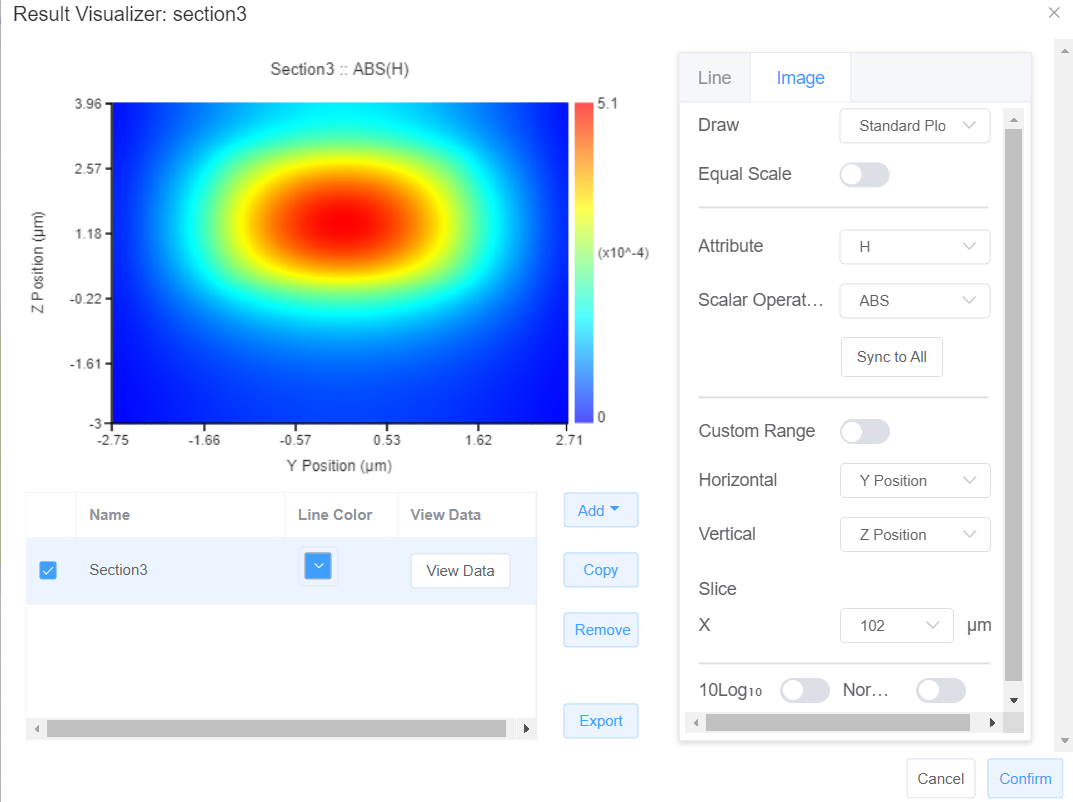 Result Visualizer: section3
Section3 :: ABS(H)
3.96
2.57
1.18
-0.22
-1.61
-3
Z Position (µm)
-2.75 -1.66 -0.57 0.53 1.62 2.71
Y Position (µm)
5.1
(x10^-4)
0
Name Line Color View Data
Section3 View Data
Add
Copy
Remove
Export
Line Image
Draw Standard Plo
Equal Scale
Attribute H
Scalar Operat... ABS
Sync to All
Custom Range
Horizontal Y Position
Vertical Z Position
Slice
X 102 µm
10Log10 Nor...
Cancel Confirm